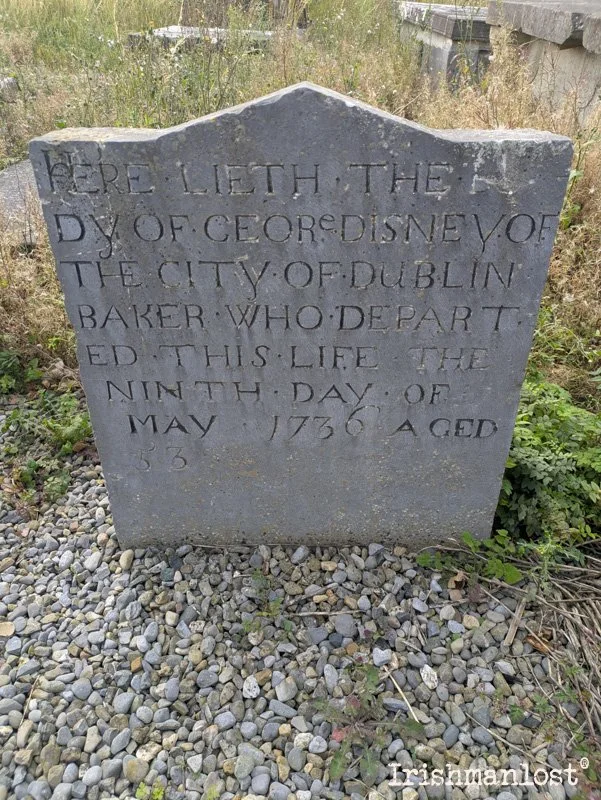 HERE · LIETH · THE
DY · OF · GEORe · DISNEY · OF
THE · CITY · OF · DUBLIN
BAKER · WHO · DEPART
ED · THIS · LIFE · THE
NINTH · DAY · OF
MAY · 1736 · AGED
53
Irishmanlost®